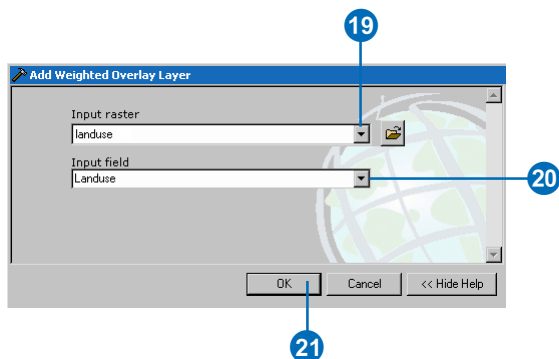 19
Add Weighted Overlay Layer
Input raster
landuse
Input field
Landuse
20
OK
Cancel
<< Hide Help
21